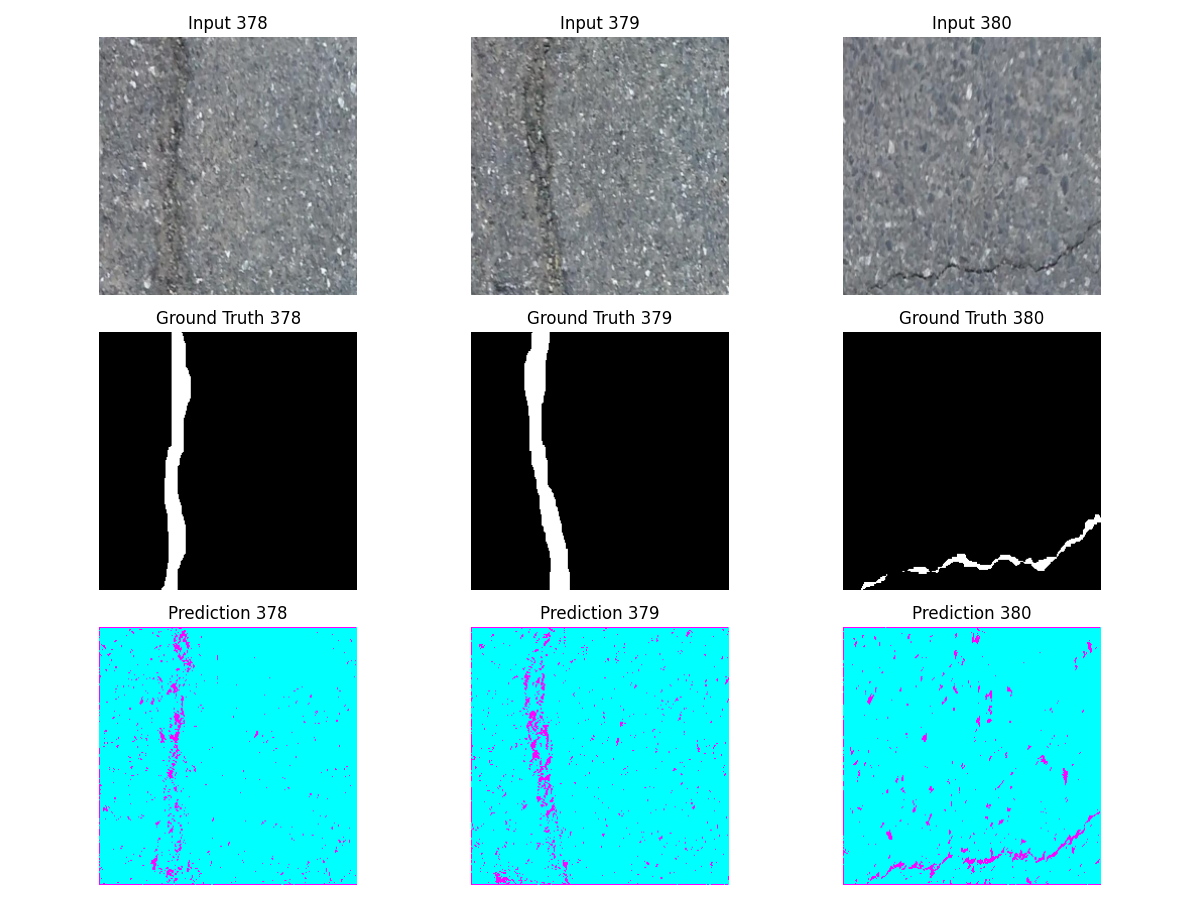 Input 378
Input 379
Input 380
Ground Truth 378
Ground Truth 379
Ground Truth 380
Prediction 378
Prediction 379
Prediction 380